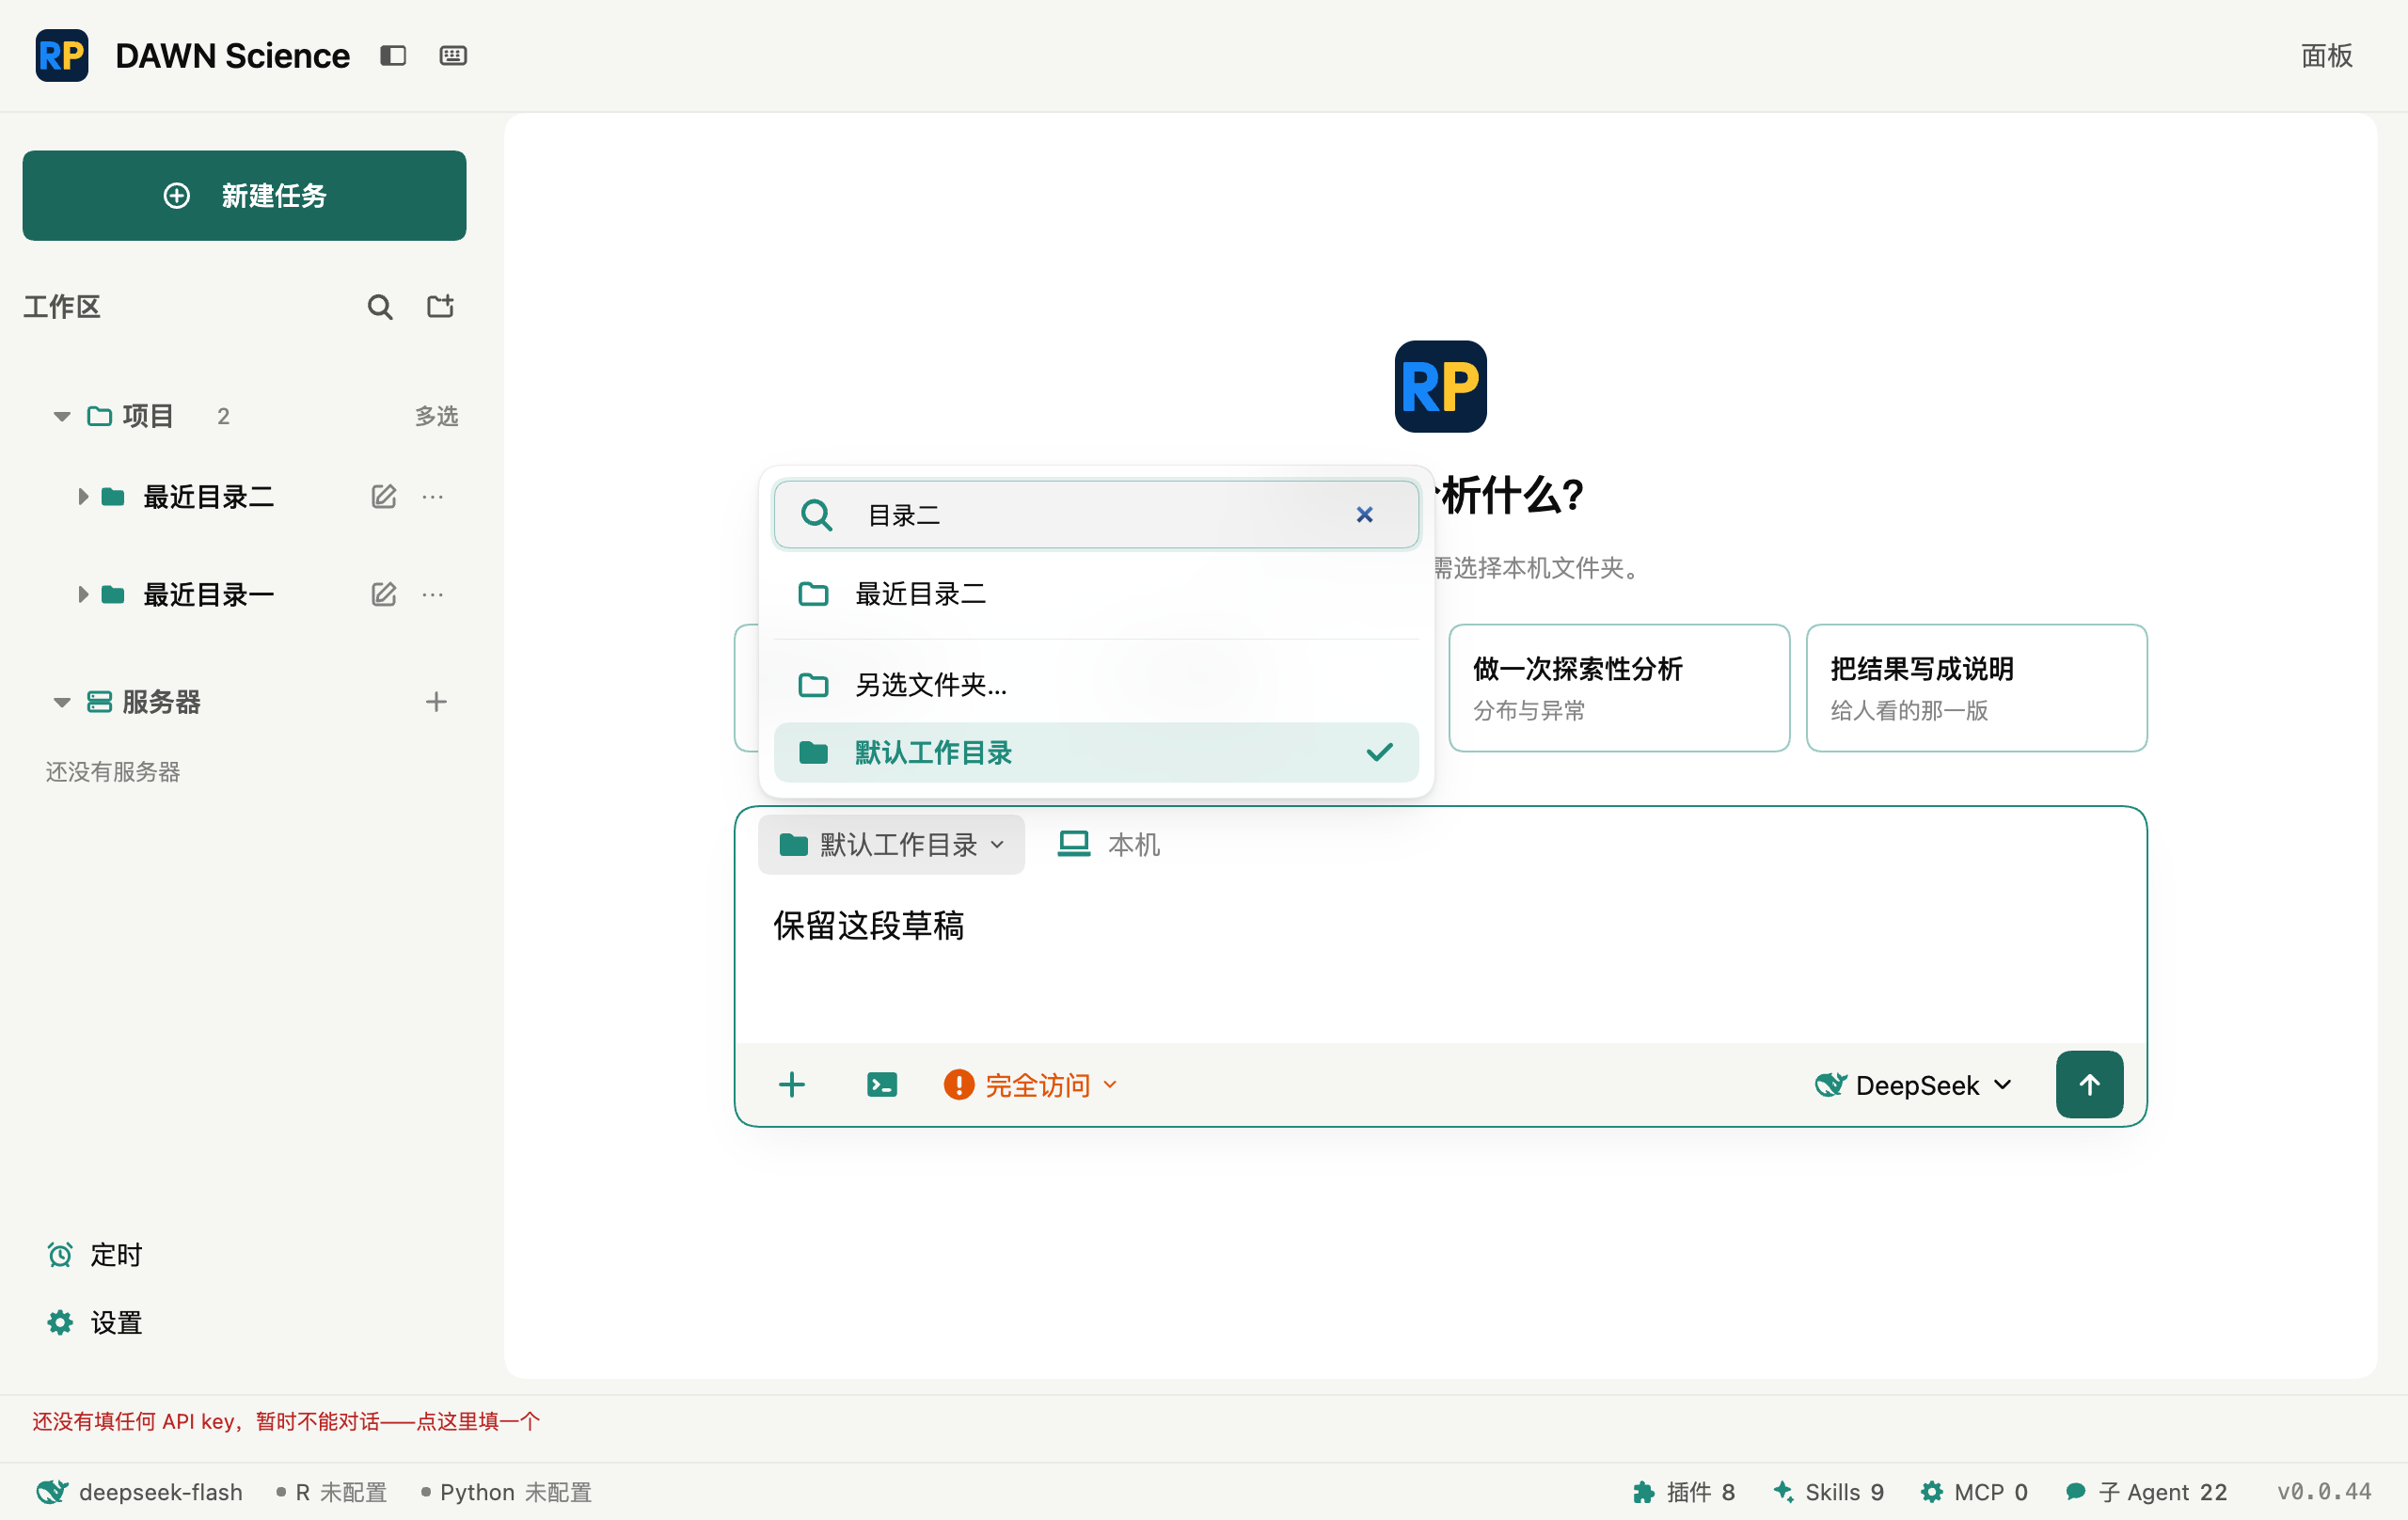 RP DAWN Science
面板
新建任务
工作区
项目 2 多选
最近目录二
最近目录一
服务器
还没有服务器
定时
设置
RP
析什么?
需选择本机文件夹。
目录二
最近目录二
另选文件夹...
默认工作目录
做一次探索性分析
分布与异常
把结果写成说明
给人看的那一版
默认工作目录 本机
保留这段草稿
完全访问 DeepSeek
还没有填任何 API key，暂时不能对话——点这里填一个
deepseek-flash R 未配置 Python 未配置 插件 8 Skills 9 MCP 0 子 Agent 22 v0.0.44